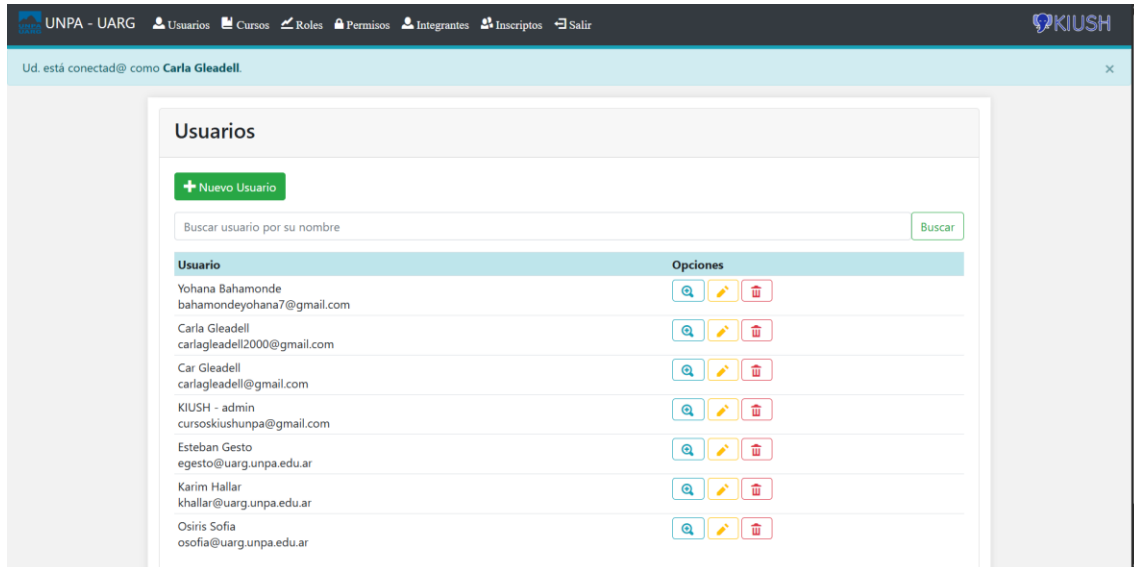 UNPA - UARG Usuarios Cursos Roles Permisos Integrantes Inscriptos Salir KIUSH
Ud. está conectad@ como Carla Gleadell. ×
Usuarios
+ Nuevo Usuario
Buscar usuario por su nombre Buscar
Usuario Opciones
Yohana Bahamonde
bahamondeyohana7@gmail.com
Carla Gleadell
carlagleadell2000@gmail.com
Car Gleadell
carlagleadell@gmail.com
KIUSH - admin
cursoskiushunpa@gmail.com
Esteban Gesto
egesto@uarg.unpa.edu.ar
Karim Hallar
khallar@uarg.unpa.edu.ar
Osiris Sofia
osofia@uarg.unpa.edu.ar